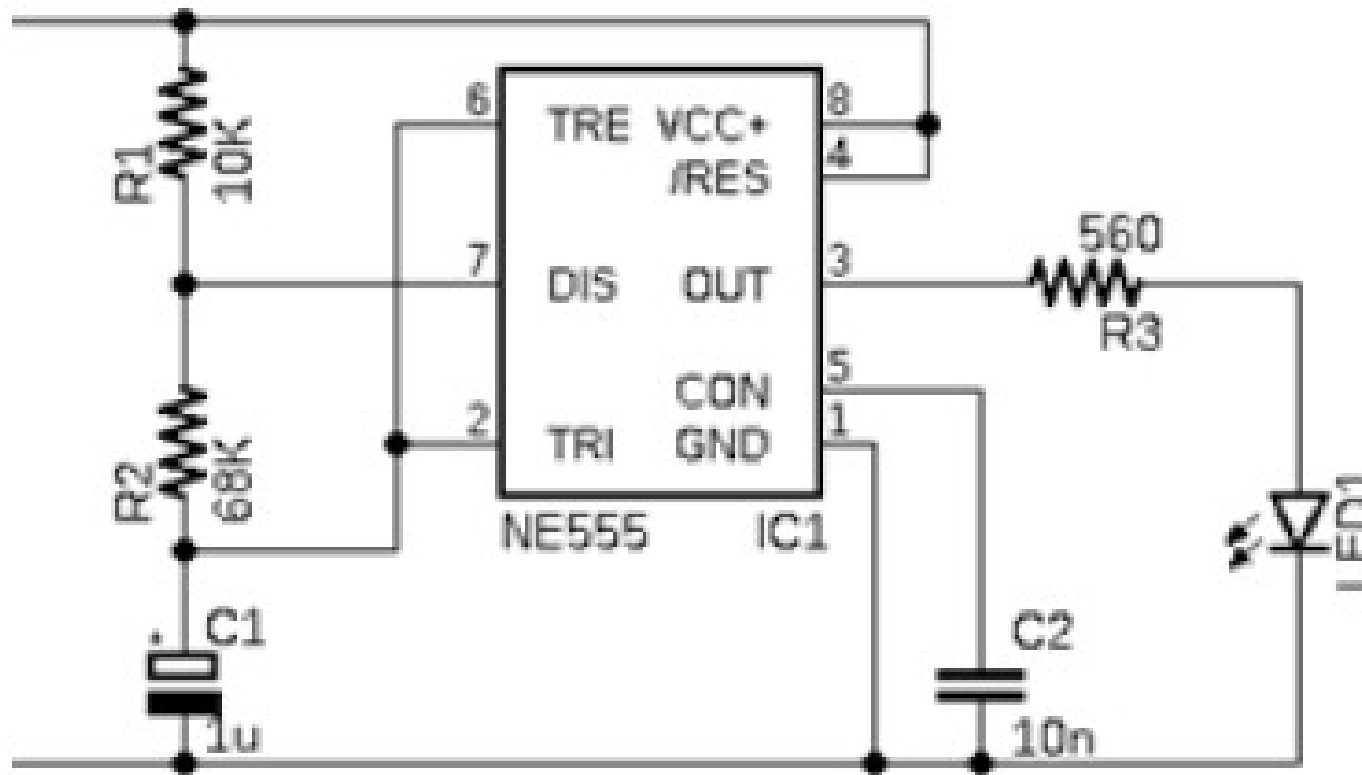 R1
10K
R2
68K
C1
1u
6
7
2
TRE VCC+
/RES
DIS OUT
CON
TRI GND
NE555 IC1
8
4
3
5
1
560
R3
C2
10n
LED1